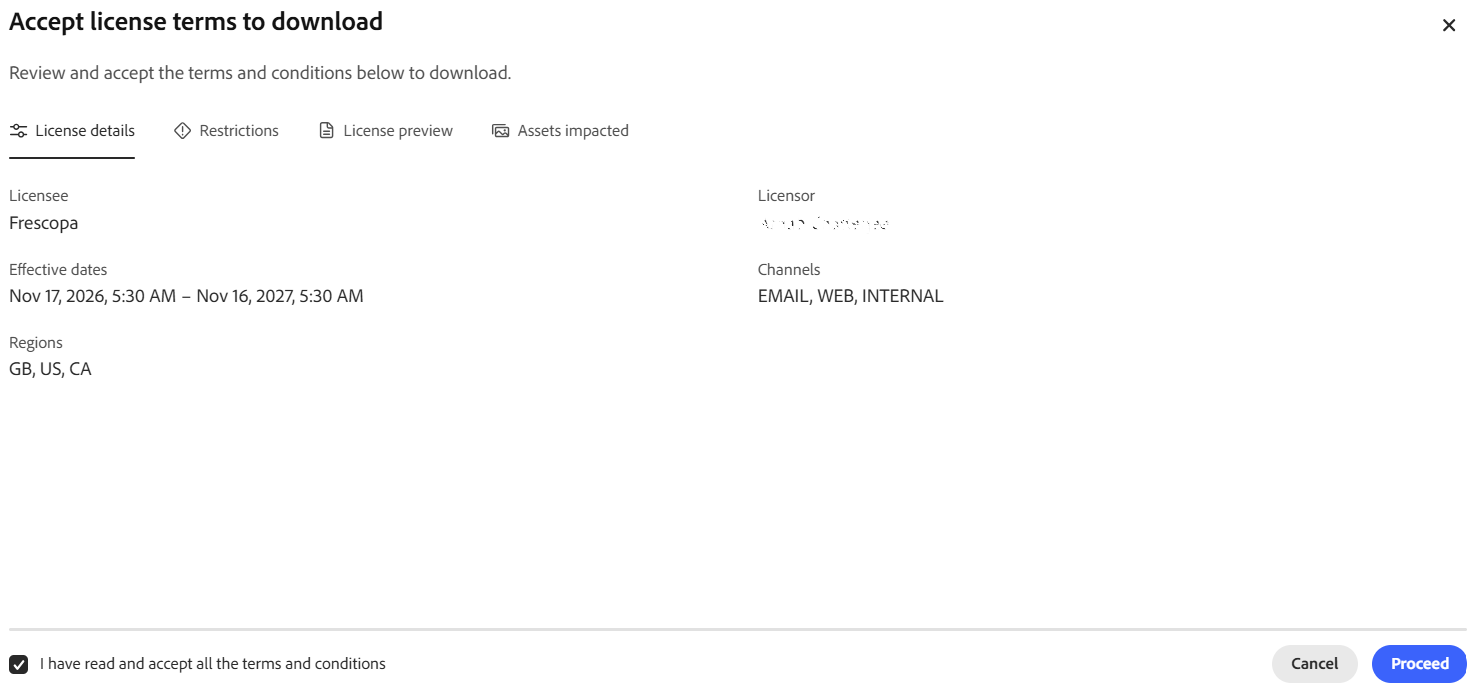 Accept license terms to download
Review and accept the terms and conditions below to download.
License details
Restrictions
License preview
Assets impacted
Licensee
Frescopa
Licensor
Effective dates
Nov 17, 2026, 5:30 AM – Nov 16, 2027, 5:30 AM
Channels
EMAIL, WEB, INTERNAL
Regions
GB, US, CA
I have read and accept all the terms and conditions
Cancel
Proceed